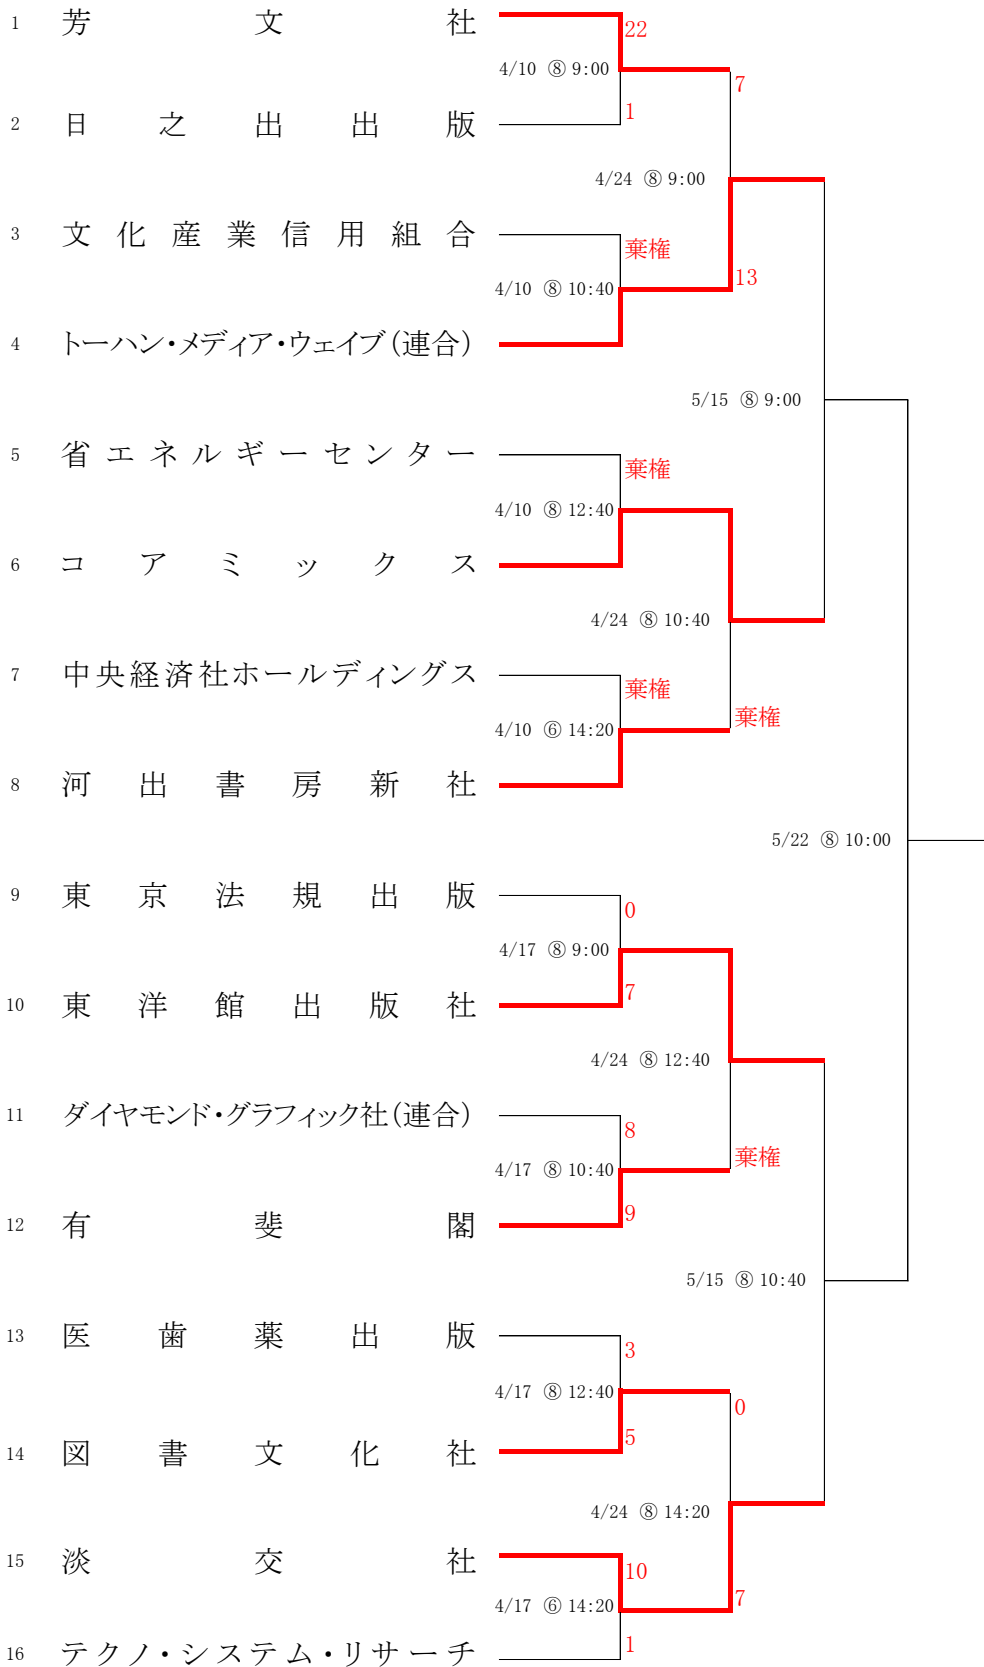 1 芳文社
22
4/10 ⑧ 9:00
7
1
2 日之出出版
4/24 ⑧ 9:00
3 文化産業信用組合
棄権
13
4/10 ⑧ 10:40
4 トーハン・メディア・ウェイブ(連合)
5/15 ⑧ 9:00
5 省エネルギーセンター
棄権
4/10 ⑧ 12:40
6 コアミックス
4/24 ⑧ 10:40
7 中央経済社ホールディングス
棄権
棄権
4/10 ⑥ 14:20
8 河出書房新社
5/22 ⑧ 10:00
9 東京法規出版
0
4/17 ⑧ 9:00
7
10 東洋館出版社
4/24 ⑧ 12:40
11 ダイヤモンド・グラフィック社(連合)
8
棄権
4/17 ⑧ 10:40
9
12 有斐閣
5/15 ⑧ 10:40
13 医歯薬出版
3
4/17 ⑧ 12:40
0
5
14 図書文化社
4/24 ⑧ 14:20
15 淡交社
10
7
4/17 ⑥ 14:20
1
16 テクノ・システム・リサーチ